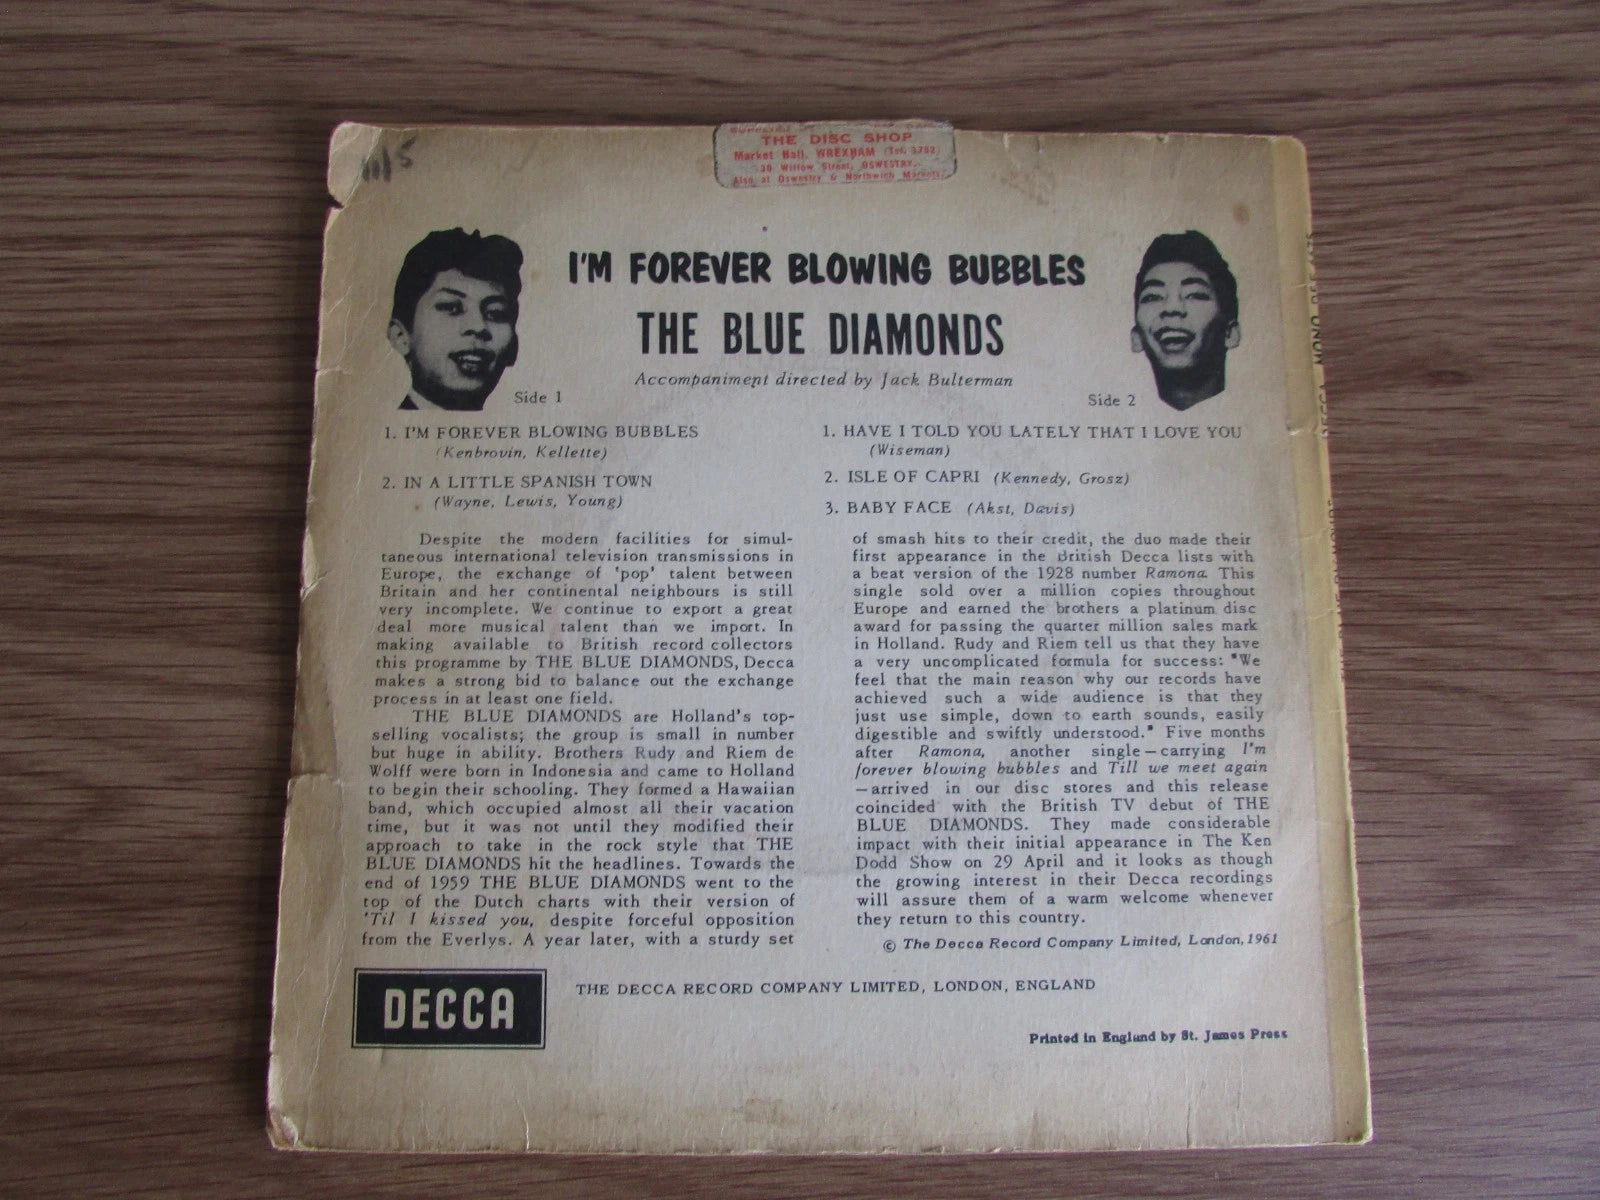 11/5
THE DISC SHOP
Market Hall, WREXHAM (Tel. 3782)
30 Willow Street, OSWESTRY.
Also at Oswestry & Northwich Markets.
I'M FOREVER BLOWING BUBBLES
THE BLUE DIAMONDS
Accompaniment directed by Jack Bulterman
Side 1
1. I'M FOREVER BLOWING BUBBLES
(Kenbrovin, Kellette)
2. IN A LITTLE SPANISH TOWN
(Wayne, Lewis, Young)
Side 2
1. HAVE I TOLD YOU LATELY THAT I LOVE YOU
(Wiseman)
2. ISLE OF CAPRI (Kennedy, Grosz)
3. BABY FACE (Akst, Davis)
Despite the modern facilities for simul-
taneous international television transmissions in
Europe, the exchange of 'pop' talent between
Britain and her continental neighbours is still
very incomplete. We continue to export a great
deal more musical talent than we import. In
making available to British record collectors
this programme by THE BLUE DIAMONDS, Decca
makes a strong bid to balance out the exchange
process in at least one field.
THE BLUE DIAMONDS are Holland's top-
selling vocalists; the group is small in number
but huge in ability. Brothers Rudy and Riem de
Wolff were born in Indonesia and came to Holland
to begin their schooling. They formed a Hawaiian
band, which occupied almost all their vacation
time, but it was not until they modified their
approach to take in the rock style that THE
BLUE DIAMONDS hit the headlines. Towards the
end of 1959 THE BLUE DIAMONDS went to the
top of the Dutch charts with their version of
'Til I kissed you, despite forceful opposition
from the Everlys. A year later, with a sturdy set
of smash hits to their credit, the duo made their
first appearance in the British Decca lists with
a beat version of the 1928 number Ramona. This
single sold over a million copies throughout
Europe and earned the brothers a platinum disc
award for passing the quarter million sales mark
in Holland. Rudy and Riem tell us that they have
a very uncomplicated formula for success: "We
feel that the main reason why our records have
achieved such a wide audience is that they
just use simple, down to earth sounds, easily
digestible and swiftly understood." Five months
after Ramona, another single—carrying I'm
forever blowing bubbles and Till we meet again
—arrived in our disc stores and this release
coincided with the British TV debut of THE
BLUE DIAMONDS. They made considerable
impact with their initial appearance in The Ken
Dodd Show on 29 April and it looks as though
the growing interest in their Decca recordings
will assure them of a warm welcome whenever
they return to this country.
© The Decca Record Company Limited, London, 1961
DECCA
THE DECCA RECORD COMPANY LIMITED, LONDON, ENGLAND
Printed in England by St. James Press
DECCA MONO